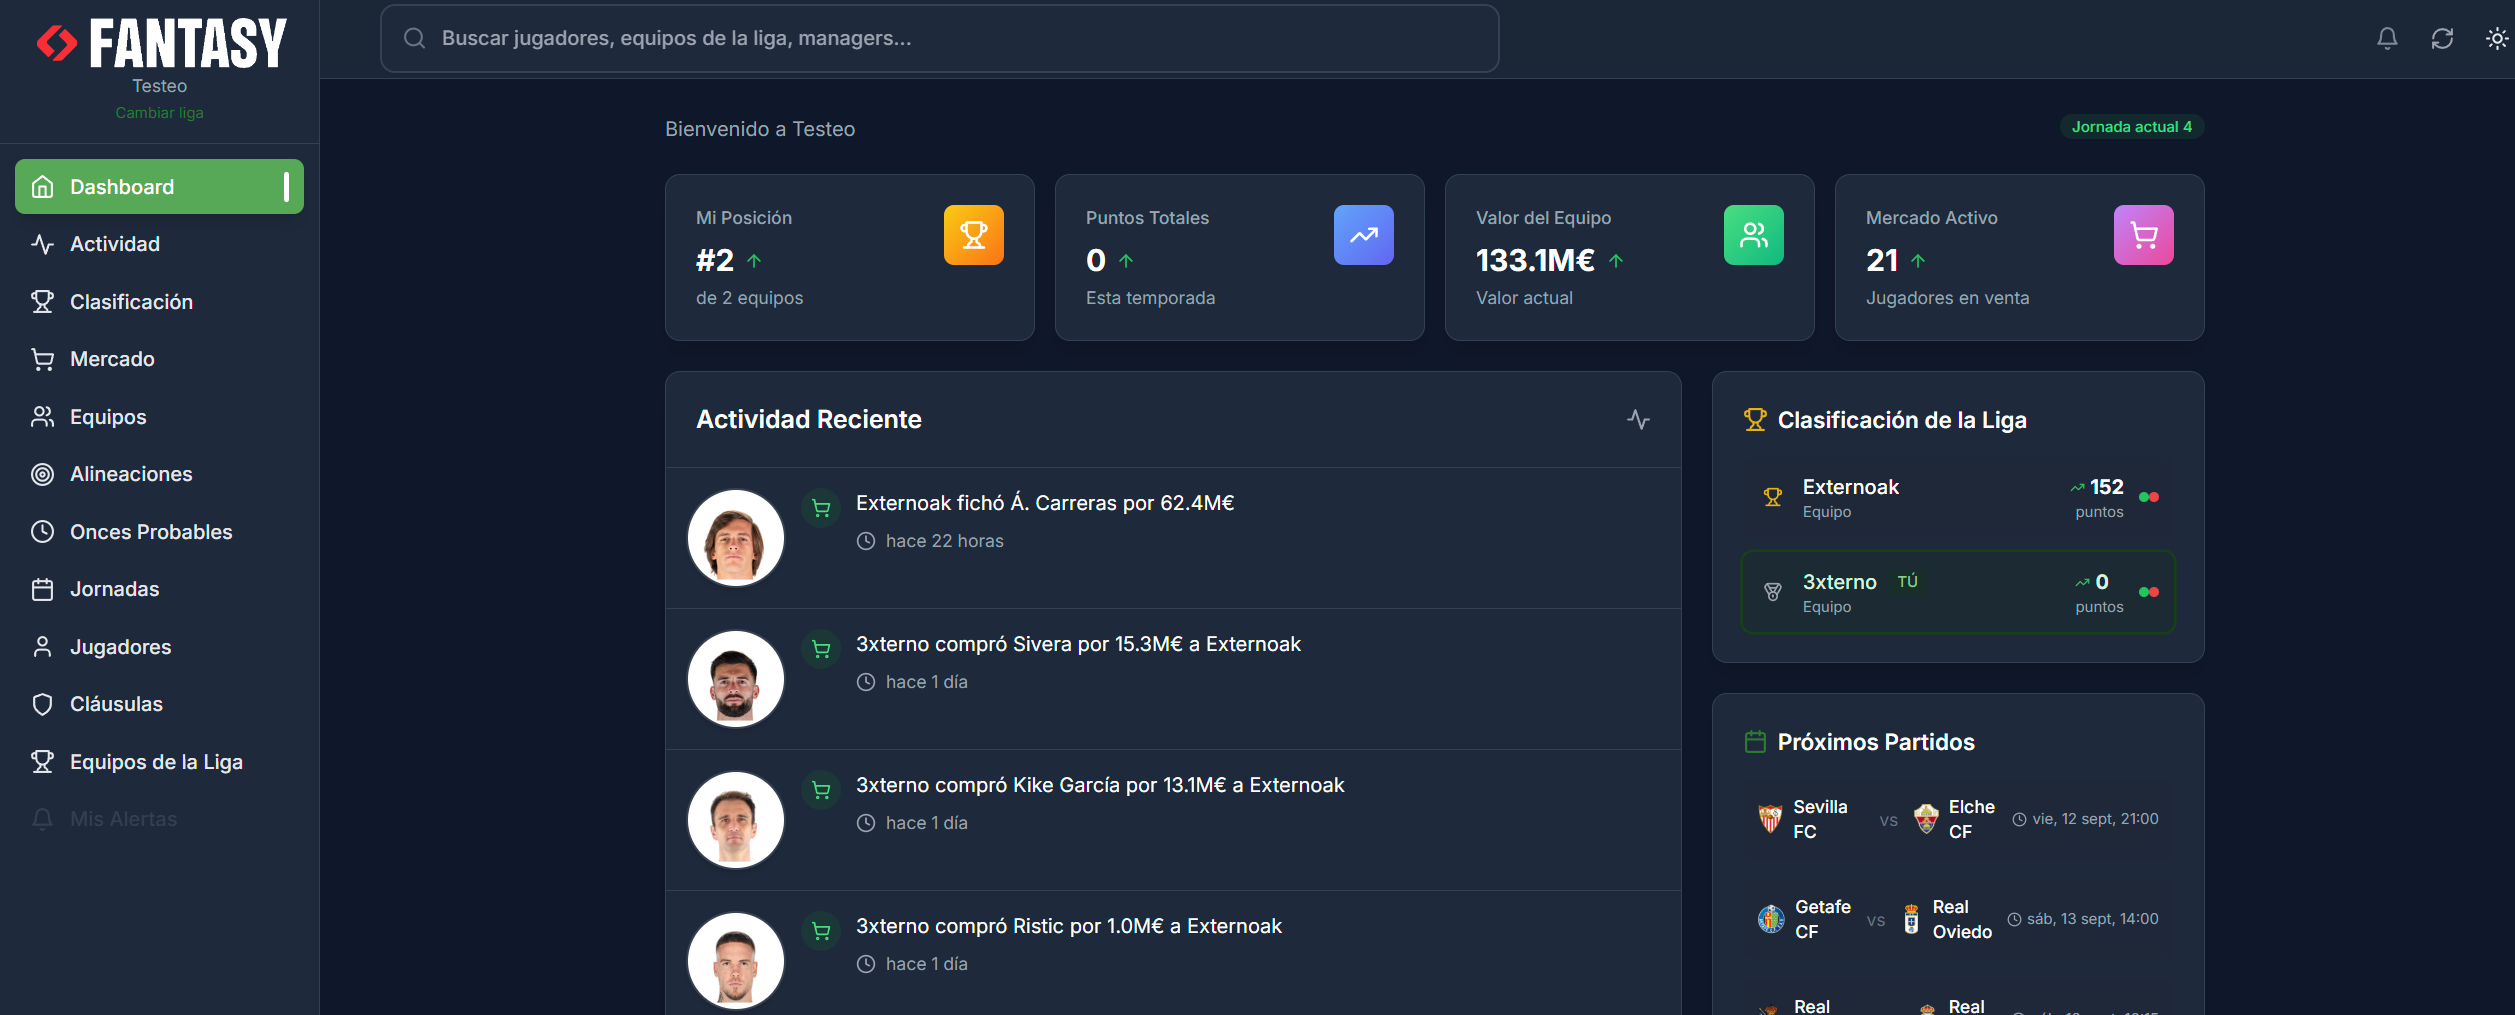 FANTASY
Testeo
Cambiar liga
Buscar jugadores, equipos de la liga, managers...
Dashboard
Actividad
Clasificación
Mercado
Equipos
Alineaciones
Onces Probables
Jornadas
Jugadores
Cláusulas
Equipos de la Liga
Mis Alertas
Bienvenido a Testeo
Jornada actual 4
Mi Posición
#2
de 2 equipos
Puntos Totales
0
Esta temporada
Valor del Equipo
133.1M€
Valor actual
Mercado Activo
21
Jugadores en venta
Actividad Reciente
Externoak fichó Á. Carreras por 62.4M€
hace 22 horas
3xterno compró Sivera por 15.3M€ a Externoak
hace 1 día
3xterno compró Kike García por 13.1M€ a Externoak
hace 1 día
3xterno compró Ristic por 1.0M€ a Externoak
hace 1 día
Clasificación de la Liga
Externoak 152
Equipo puntos
3xterno TÚ 0
Equipo puntos
Próximos Partidos
Sevilla FC vs Elche CF vie, 12 sept, 21:00
Getafe CF vs Real Oviedo sáb, 13 sept, 14:00
Real Real